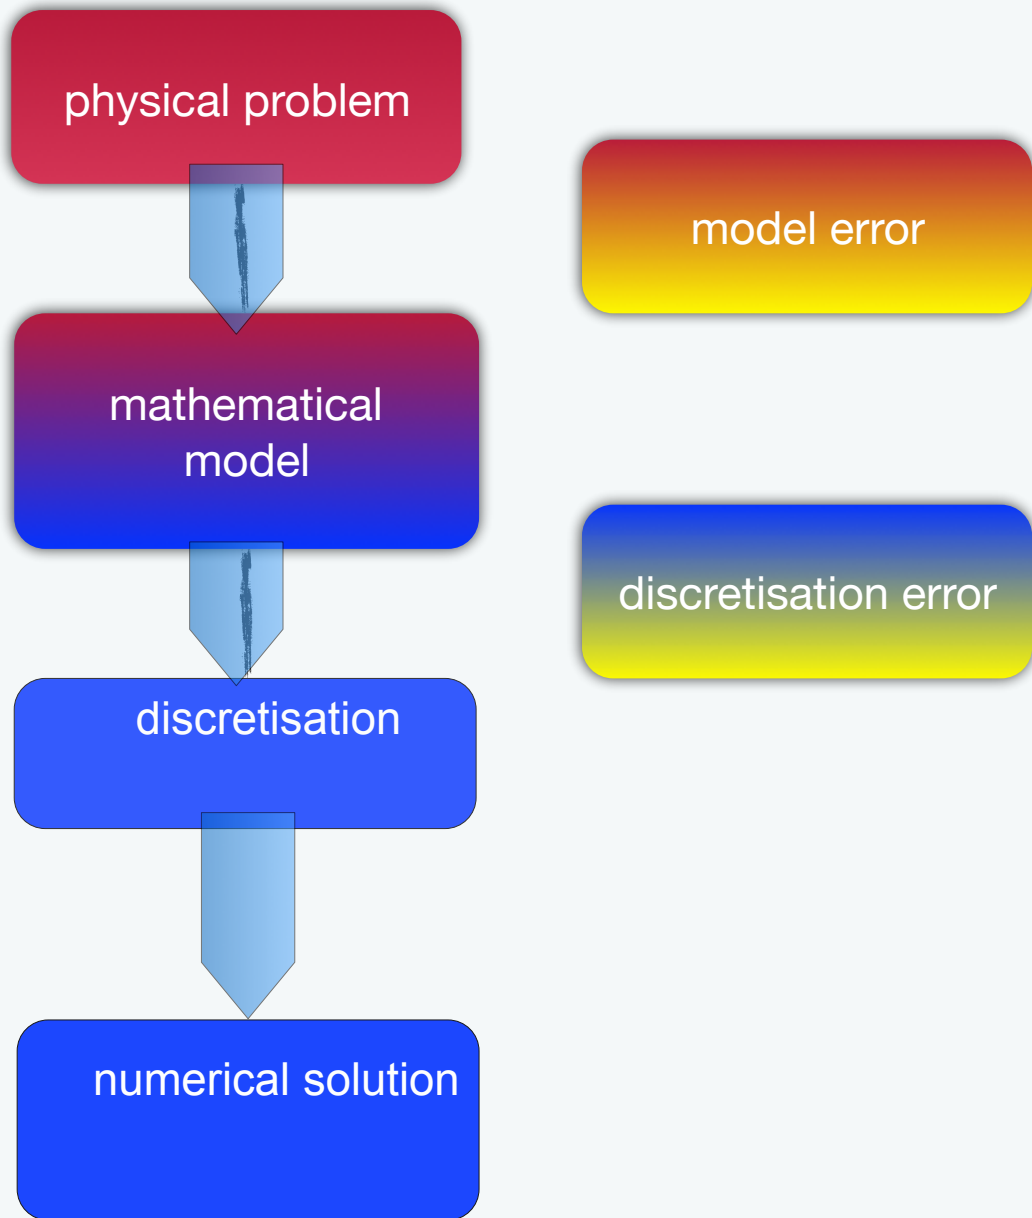 physical problem
model error
mathematical
model
discretisation error
discretisation
numerical solution